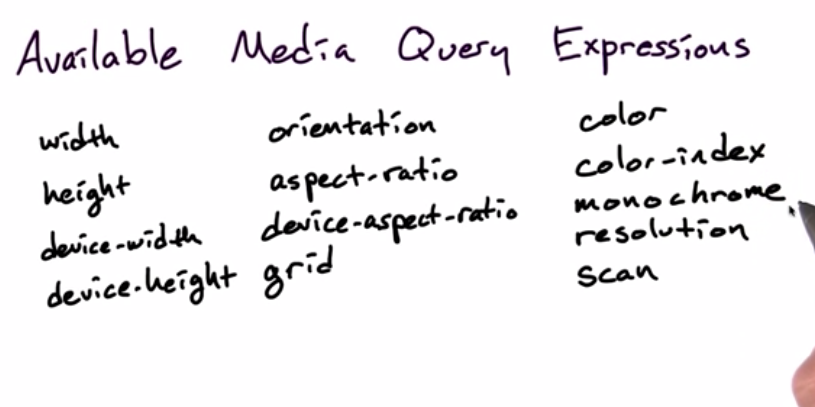 Available Media Query Expressions
width
height
device-width
device-height
orientation
aspect-ratio
device-aspect-ratio
grid
color
color-index
monochrome
resolution
scan